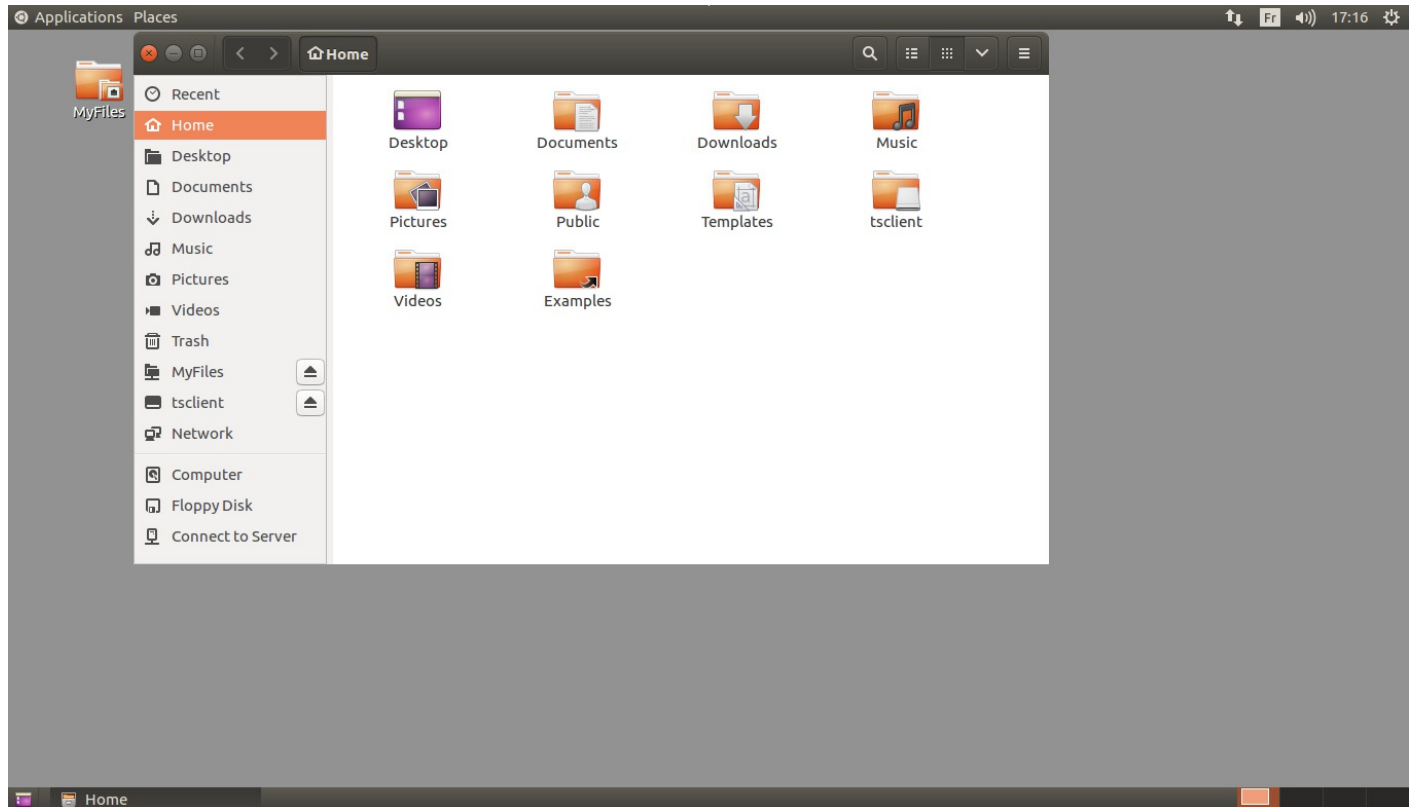 Applications Places
Fr 17:16
MyFiles
Home
Recent
Home
Desktop
Documents
Downloads
Music
Pictures
Videos
Trash
MyFiles
tsclient
Network
Computer
Floppy Disk
Connect to Server
Desktop Documents Downloads Music
Pictures Public Templates tsclient
Videos Examples
Home